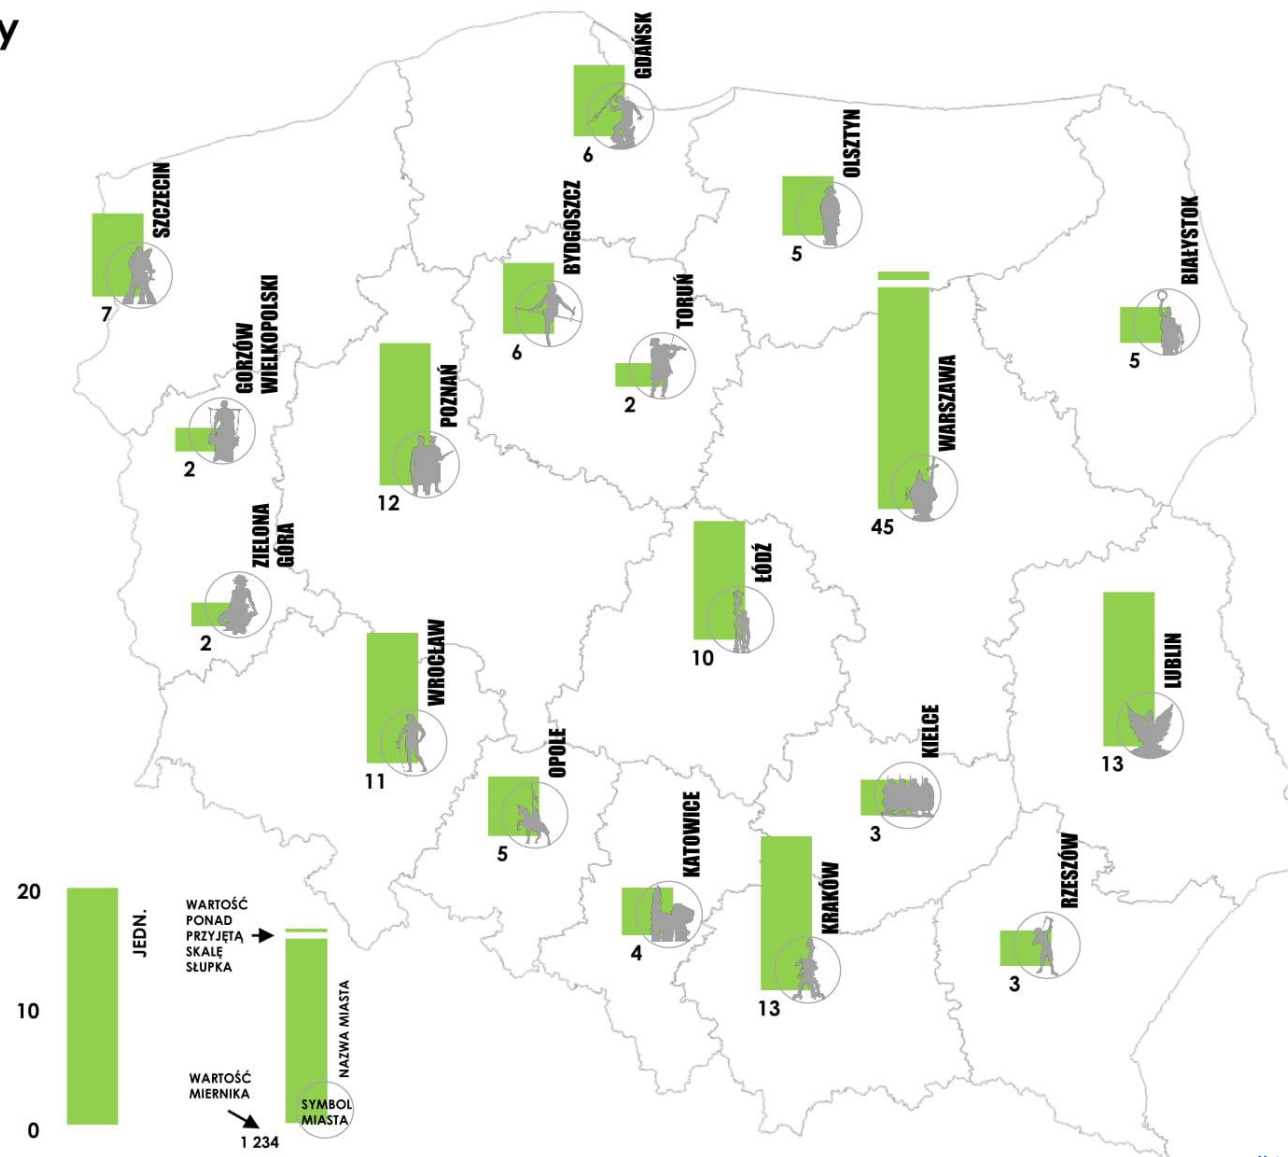 y
GDAŃSK
6
OLSZTYN
5
SZCZECIN
7
BYDGOSZCZ
6
BIAŁYSTOK
5
TORUŃ
2
GORZÓW
WIELKOPOLSKI
2
POZNAŃ
12
WARSZAWA
45
ZIELONA
GÓRA
2
ŁÓDŹ
10
WROCŁAW
11
LUBLIN
13
OPOLE
5
KIELCE
3
KATOWICE
4
KRAKÓW
13
RZESZÓW
3
20
10
0
JEDN.
WARTOŚĆ
PONAD
PRZYJĘTĄ
SKALĘ
SŁUPKA
NAZWA MIASTA
WARTOŚĆ
MIERNIKA
SYMBOL
MIASTA
1 234